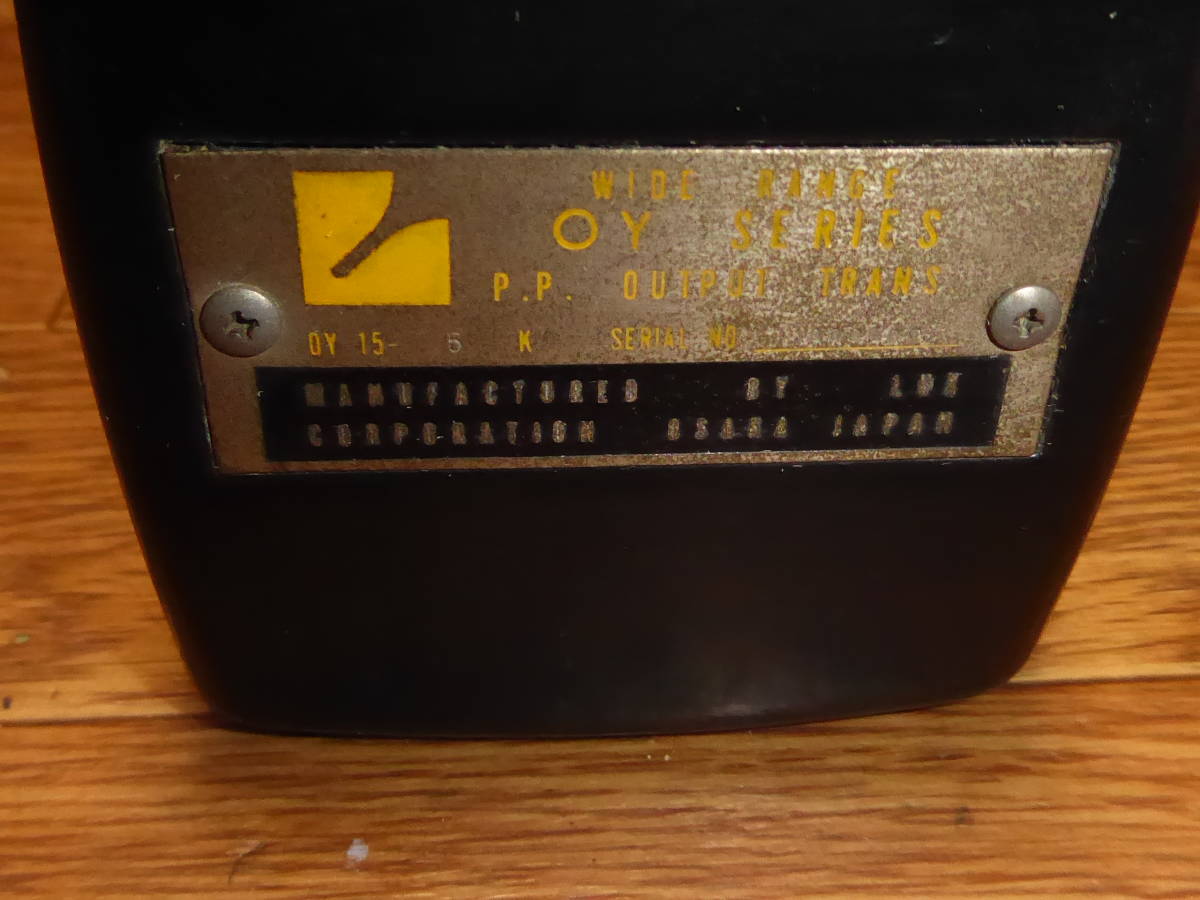 WIDE RANGE
OY SERIES
P.P. OUTPUT TRANS
OY 15- 5 K SERIAL NO
MANUFACTURED BY LUX
CORPORATION OSAKA JAPAN